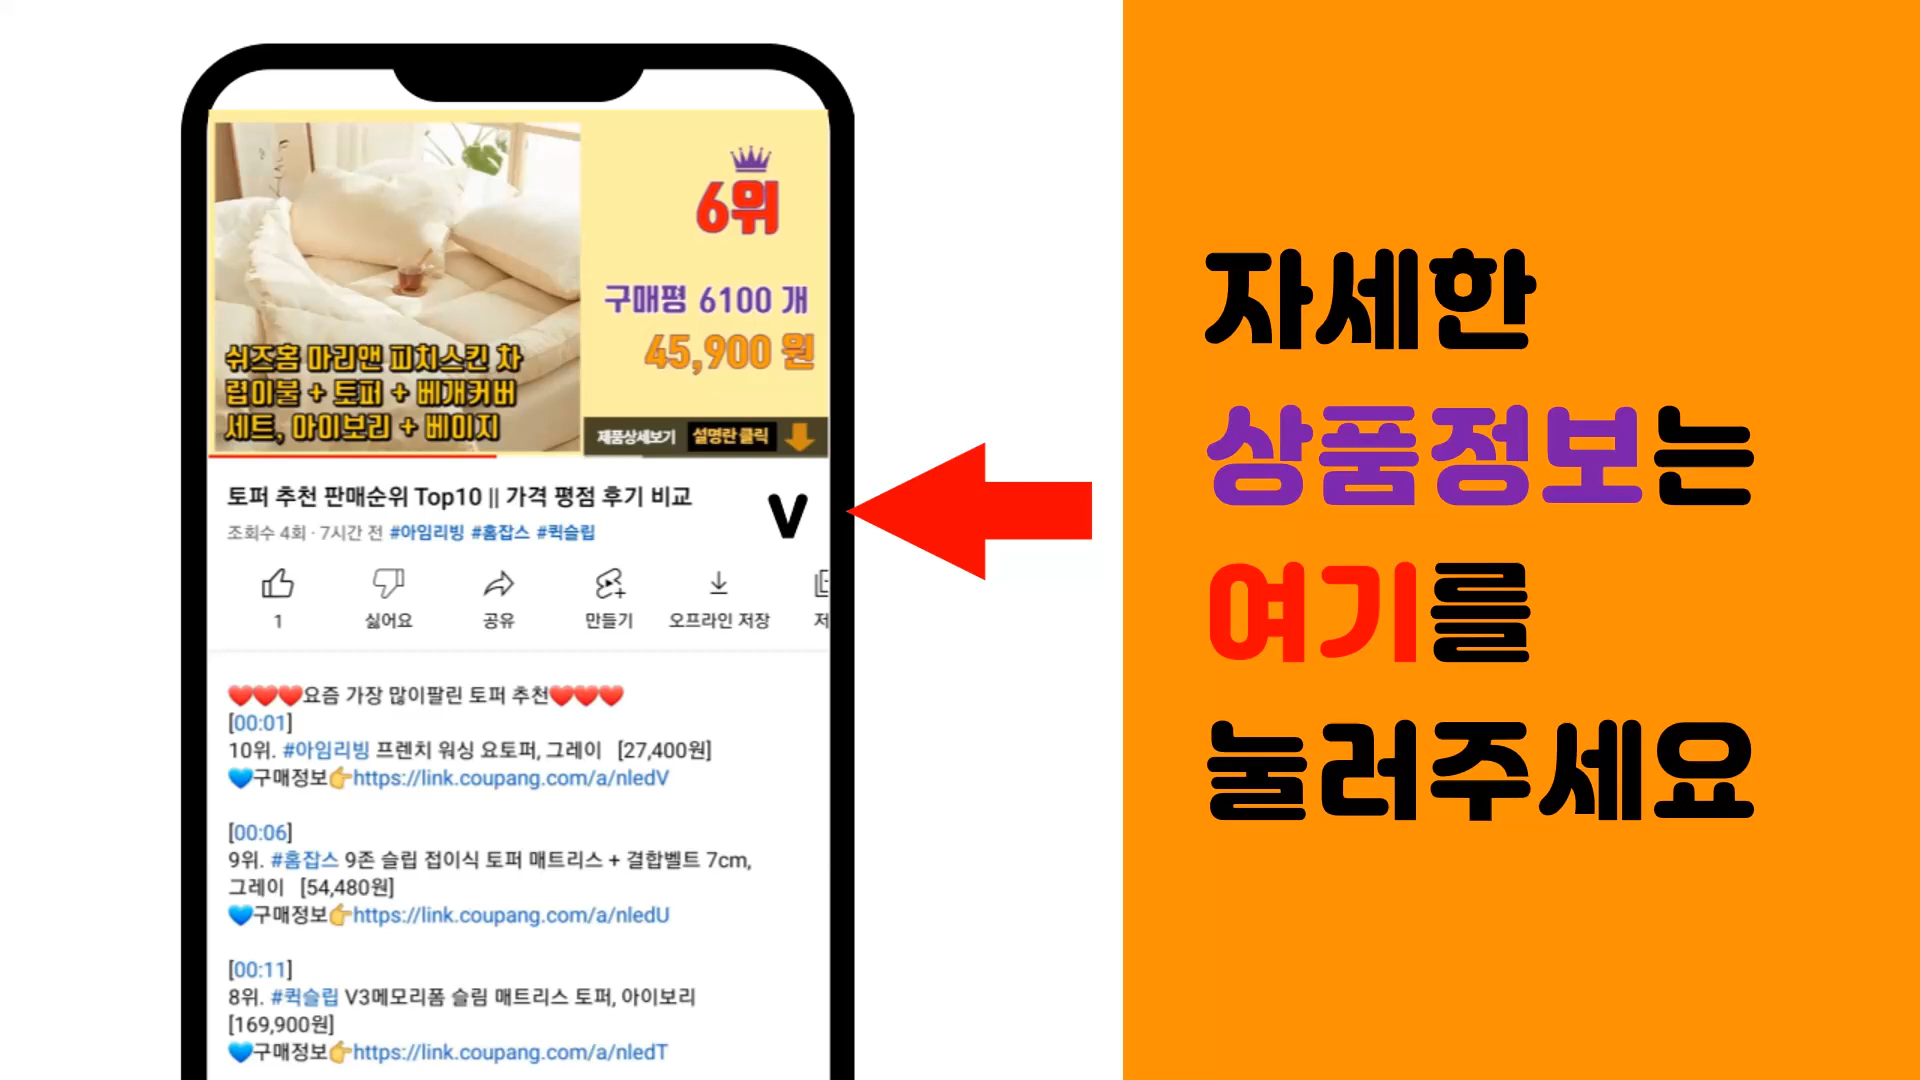 6위
구매평 6100 개
45,900 원
쉬즈홈 마리앤 피치스킨 차
렵이불 + 토퍼 + 베개커버
세트, 아이보리 + 베이지
제품상세보기 설명란 클릭
토퍼 추천 판매순위 Top10 || 가격 평점 후기 비교
V
조회수 4회 · 7시간 전 #아임리빙 #홈잡스 #퀵슬립
1 싫어요 공유 만들기 오프라인 저장 저
❤️❤️❤️요즘 가장 많이팔린 토퍼 추천❤️❤️❤️
[00:01]
10위. #아임리빙 프렌치 워싱 요토퍼, 그레이 [27,400원]
💙구매정보👉https://link.coupang.com/a/nledV
[00:06]
9위. #홈잡스 9존 슬립 접이식 토퍼 매트리스 + 결합벨트 7cm,
그레이 [54,480원]
💙구매정보👉https://link.coupang.com/a/nledU
[00:11]
8위. #퀵슬립 V3메모리폼 슬림 매트리스 토퍼, 아이보리
[169,900원]
💙구매정보👉https://link.coupang.com/a/nledT
자세한
상품정보는
여기를
눌러주세요